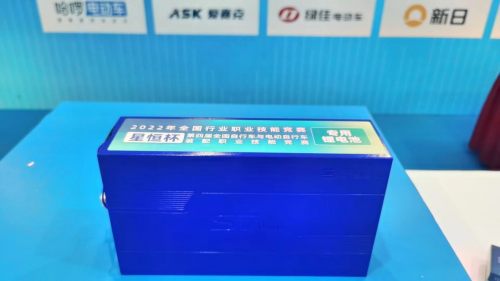 哈啰电动车
ASK 爱赛克
绿佳电动车
新日
2022年全国行业职业技能竞赛
星恒杯
第四届全国自行车与电动自行车
装配职业技能竞赛
专用
锂电池